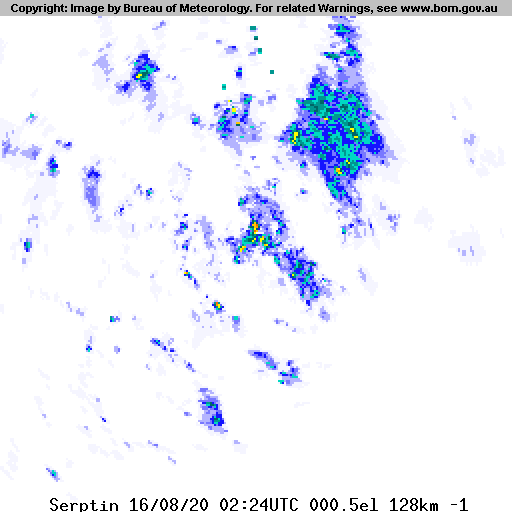 Copyright: Image by Bureau of Meteorology. For related Warnings, see www.bom.gov.au
Serptin 16/08/20 02:24UTC 000.5el 128km -1